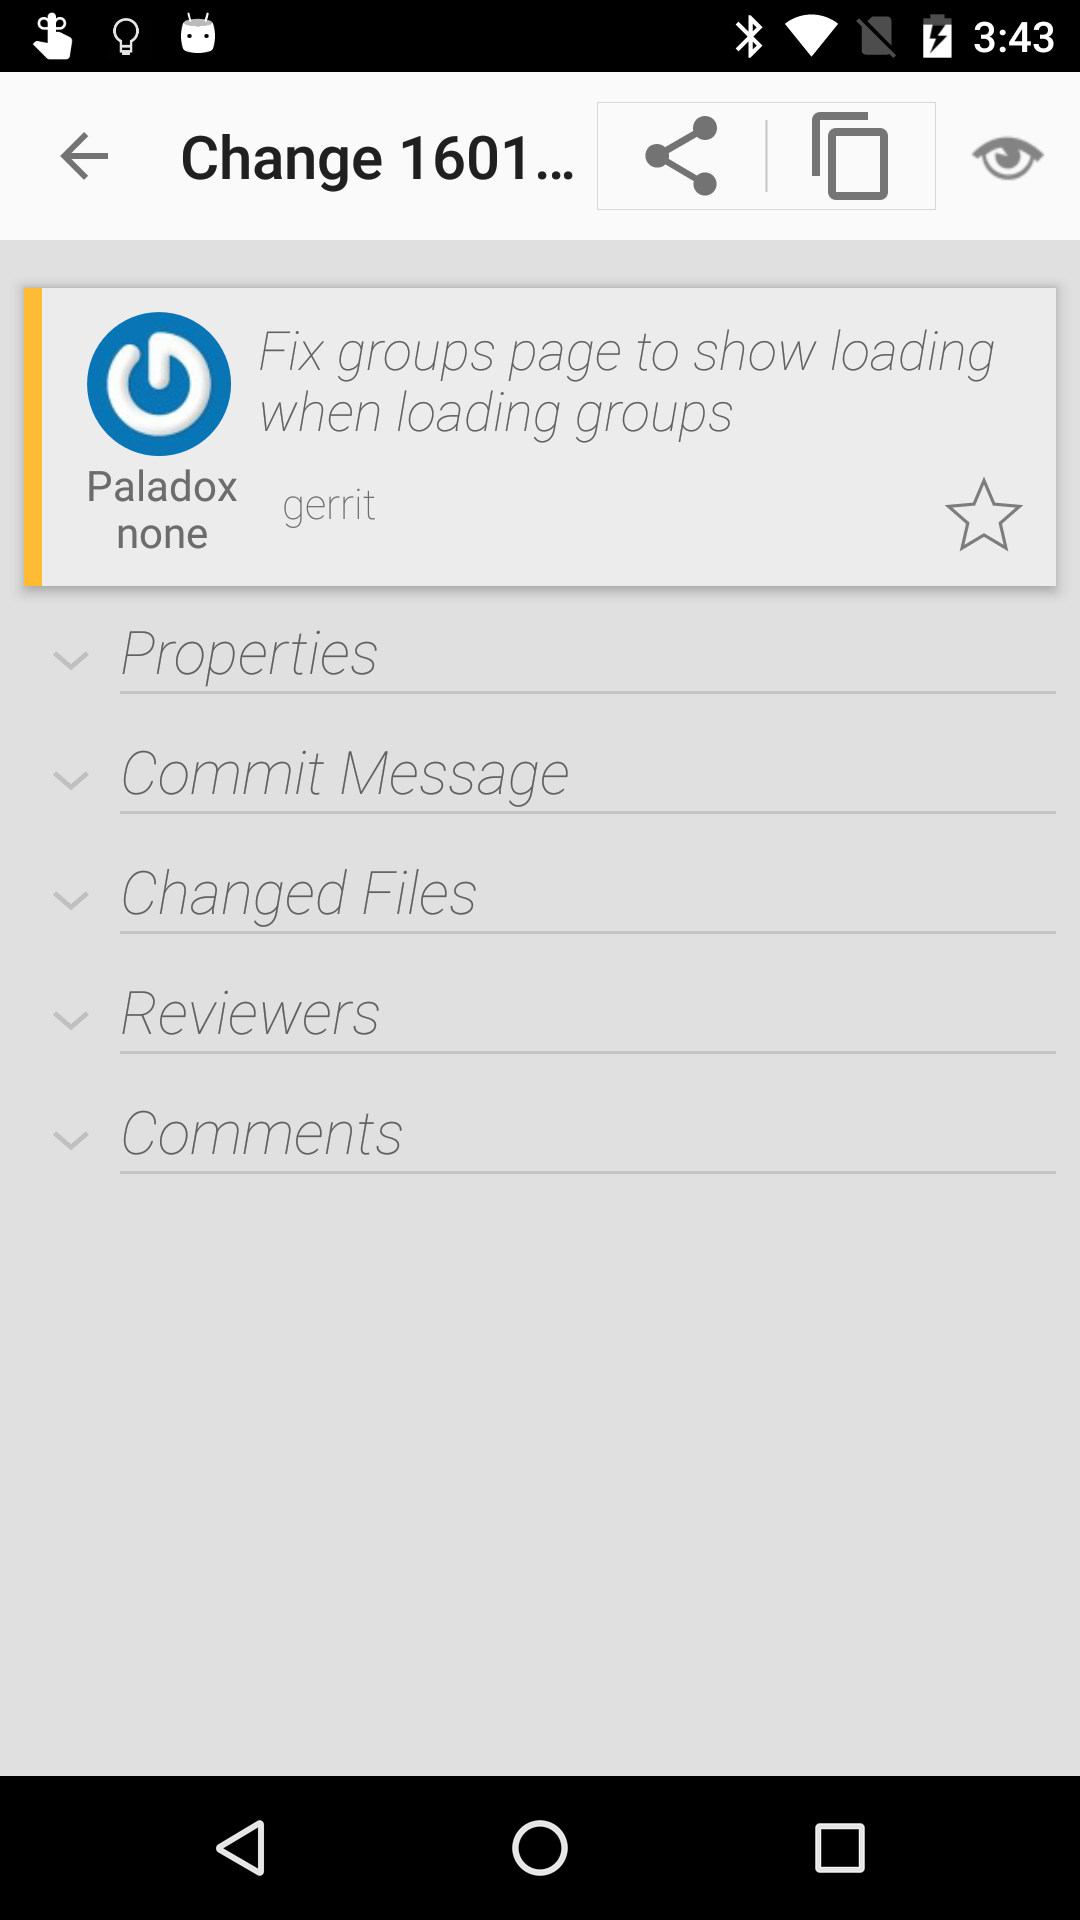 3:43
Change 1601...
Fix groups page to show loading
when loading groups
Paladox
none
gerrit
Properties
Commit Message
Changed Files
Reviewers
Comments